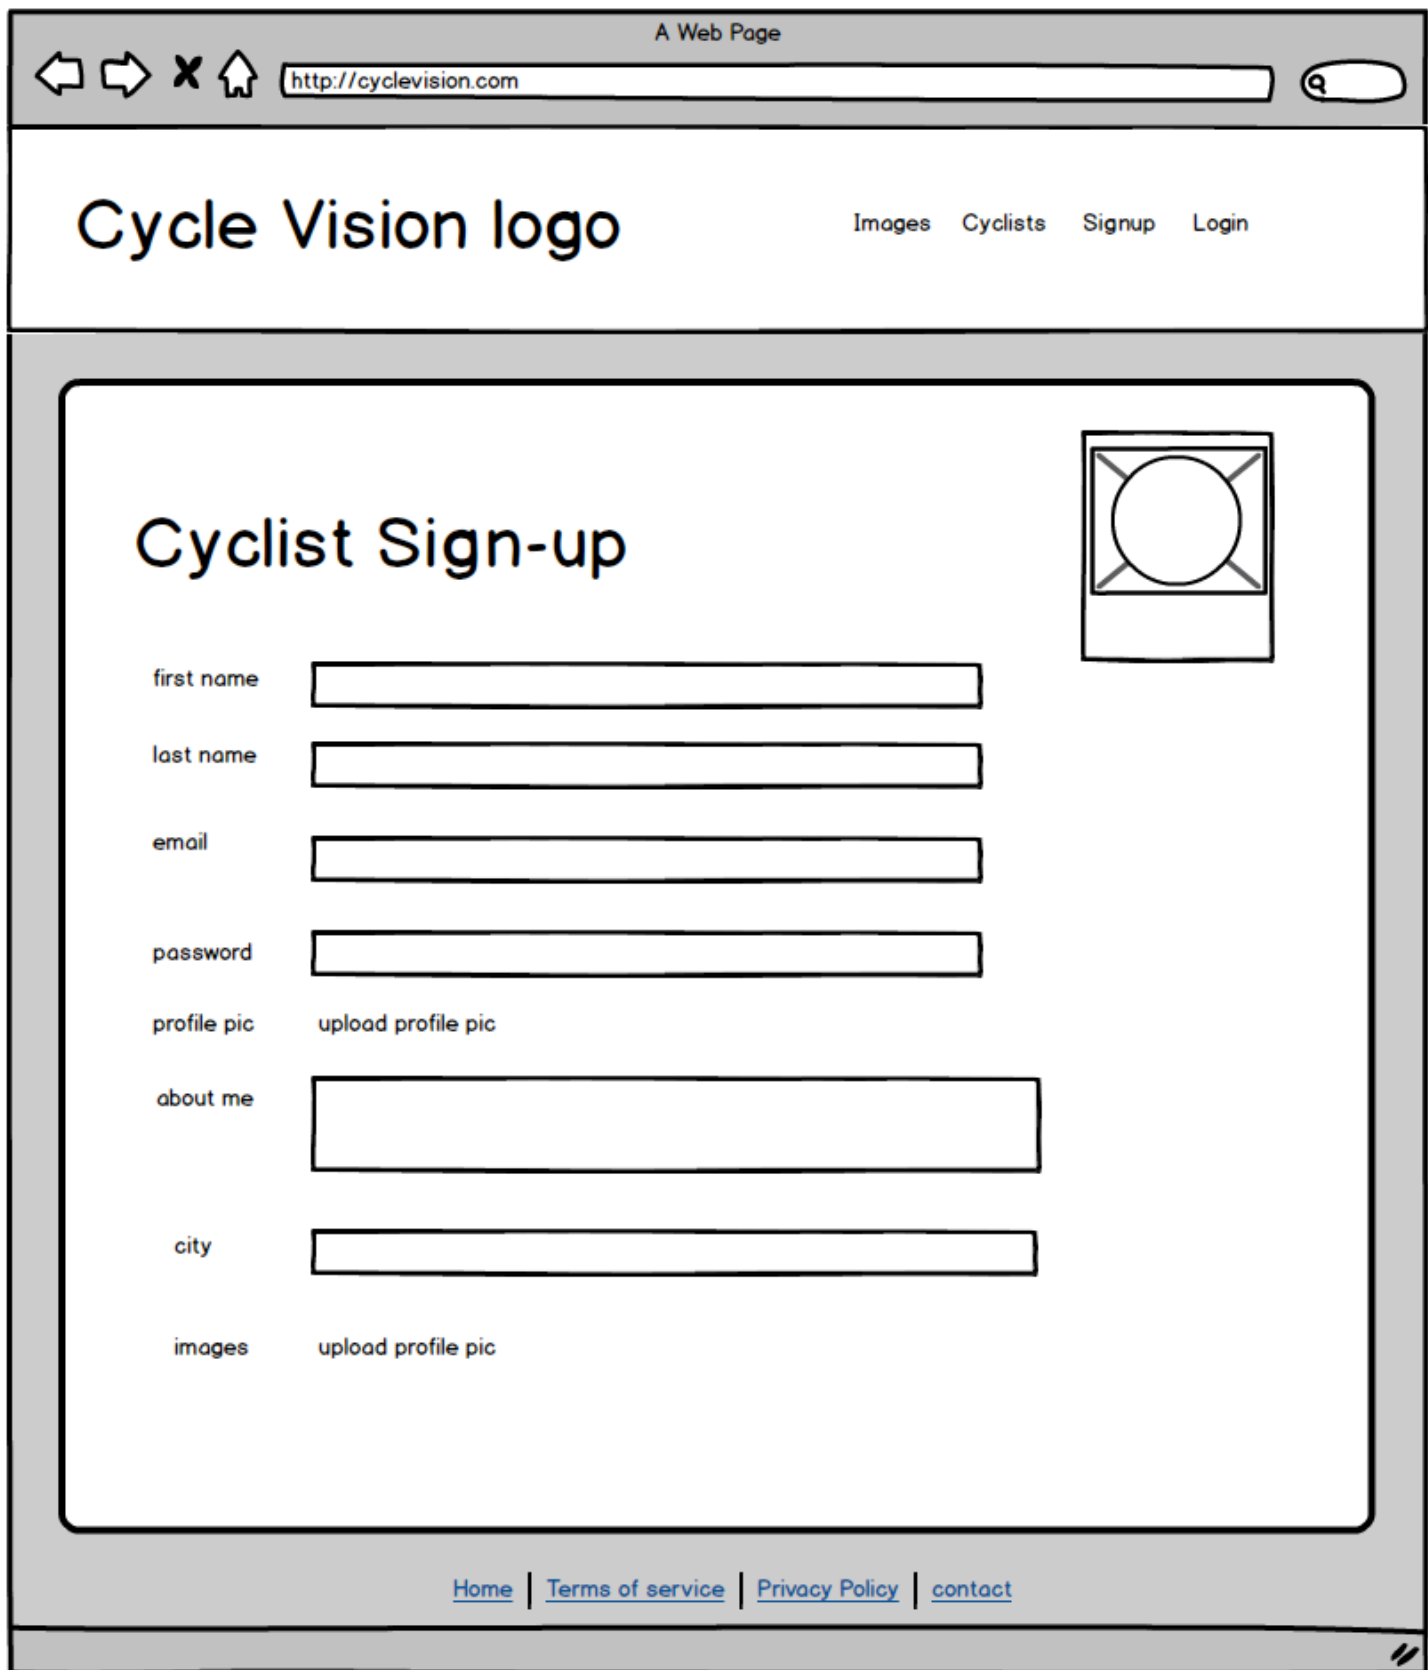 A Web Page
http://cyclevision.com
Cycle Vision logo
Images Cyclists Signup Login
Cyclist Sign-up
first name
last name
email
password
profile pic upload profile pic
about me
city
images upload profile pic
Home Terms of service Privacy Policy contact